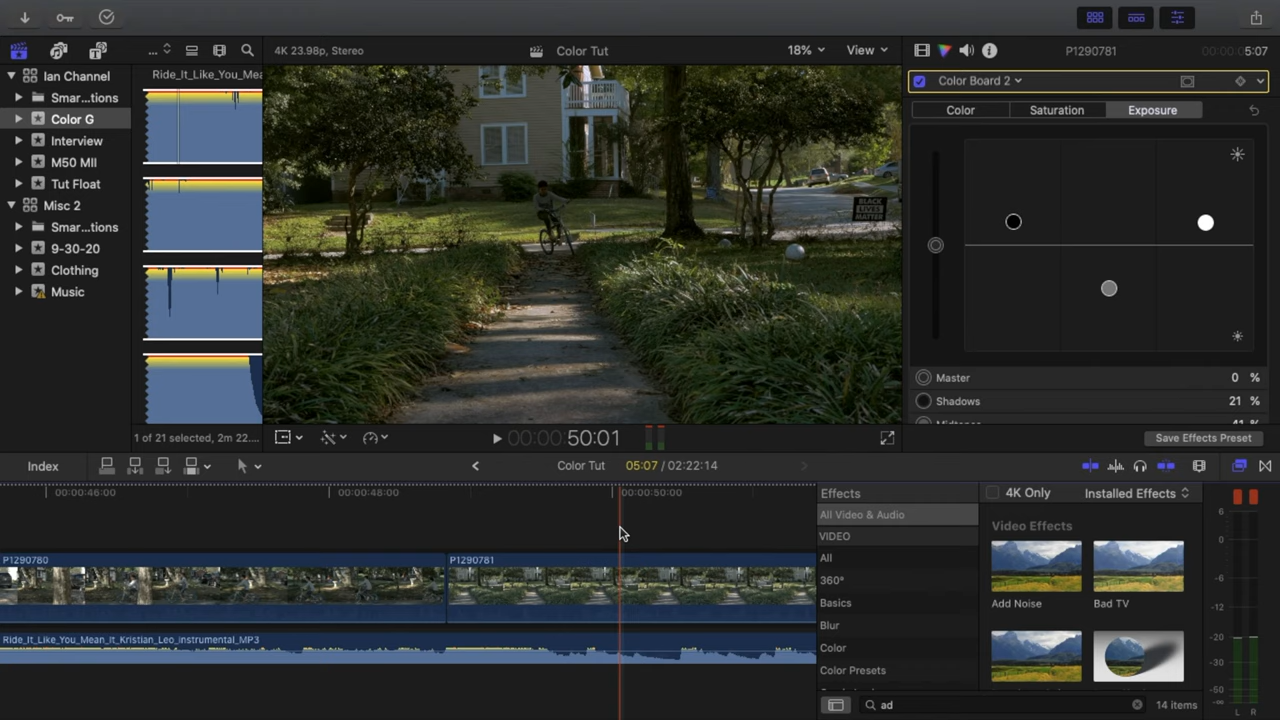 ... Ride_It_Like_You_Mea
4K 23.98p, Stereo Color Tut 18% View
P1290781 00:00:00:5:07
Color Board 2
Color Saturation Exposure
Ian Channel
Smar...tions
Color G
Interview
M50 MII
Tut Float
Misc 2
Smar...tions
9-30-20
Clothing
Music
BLACK
LIVES
MATTER
Master 0 %
Shadows 21 %
1 of 21 selected, 2m 22....
00:00:50:01
Save Effects Preset
Index
Color Tut 05:07 / 02:22:14
00:00:46:00 00:00:48:00 00:00:50:00
P1290780 P1290781
Ride_It_Like_You_Mean_It_Kristian_Leo_instrumental_MP3
Effects 4K Only Installed Effects
All Video & Audio
VIDEO
All
360°
Basics
Blur
Color
Color Presets
Video Effects
Add Noise Bad TV
ad 14 items
6
0
-6
-12
-20
-30
-60
-∞
L R